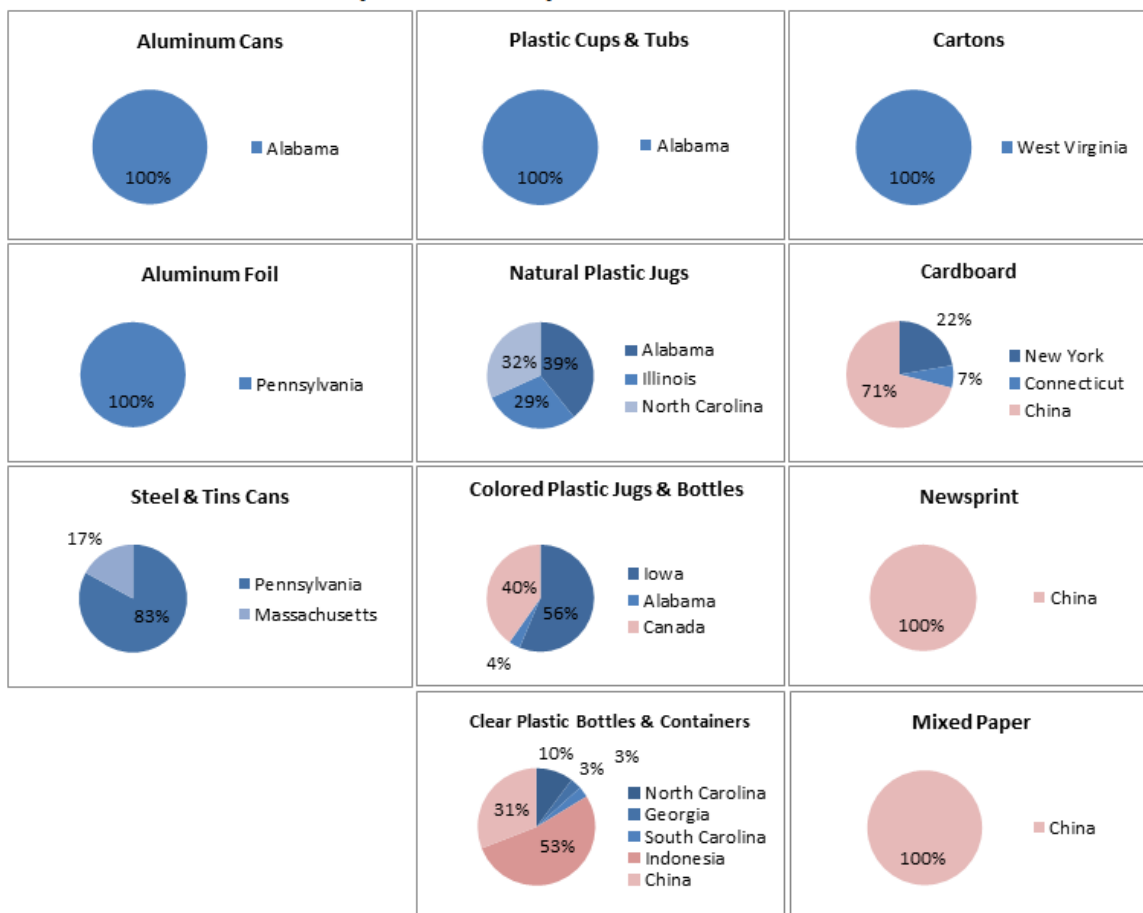 Aluminum Cans
100%
Alabama
Plastic Cups & Tubs
100%
Alabama
Cartons
100%
West Virginia
Aluminum Foil
100%
Pennsylvania
Natural Plastic Jugs
32%
39%
29%
Alabama
Illinois
North Carolina
Cardboard
22%
7%
71%
New York
Connecticut
China
Steel & Tins Cans
17%
83%
Pennsylvania
Massachusetts
Colored Plastic Jugs & Bottles
40%
56%
4%
Iowa
Alabama
Canada
Newsprint
100%
China
Clear Plastic Bottles & Containers
10%
3%
3%
31%
53%
North Carolina
Georgia
South Carolina
Indonesia
China
Mixed Paper
100%
China